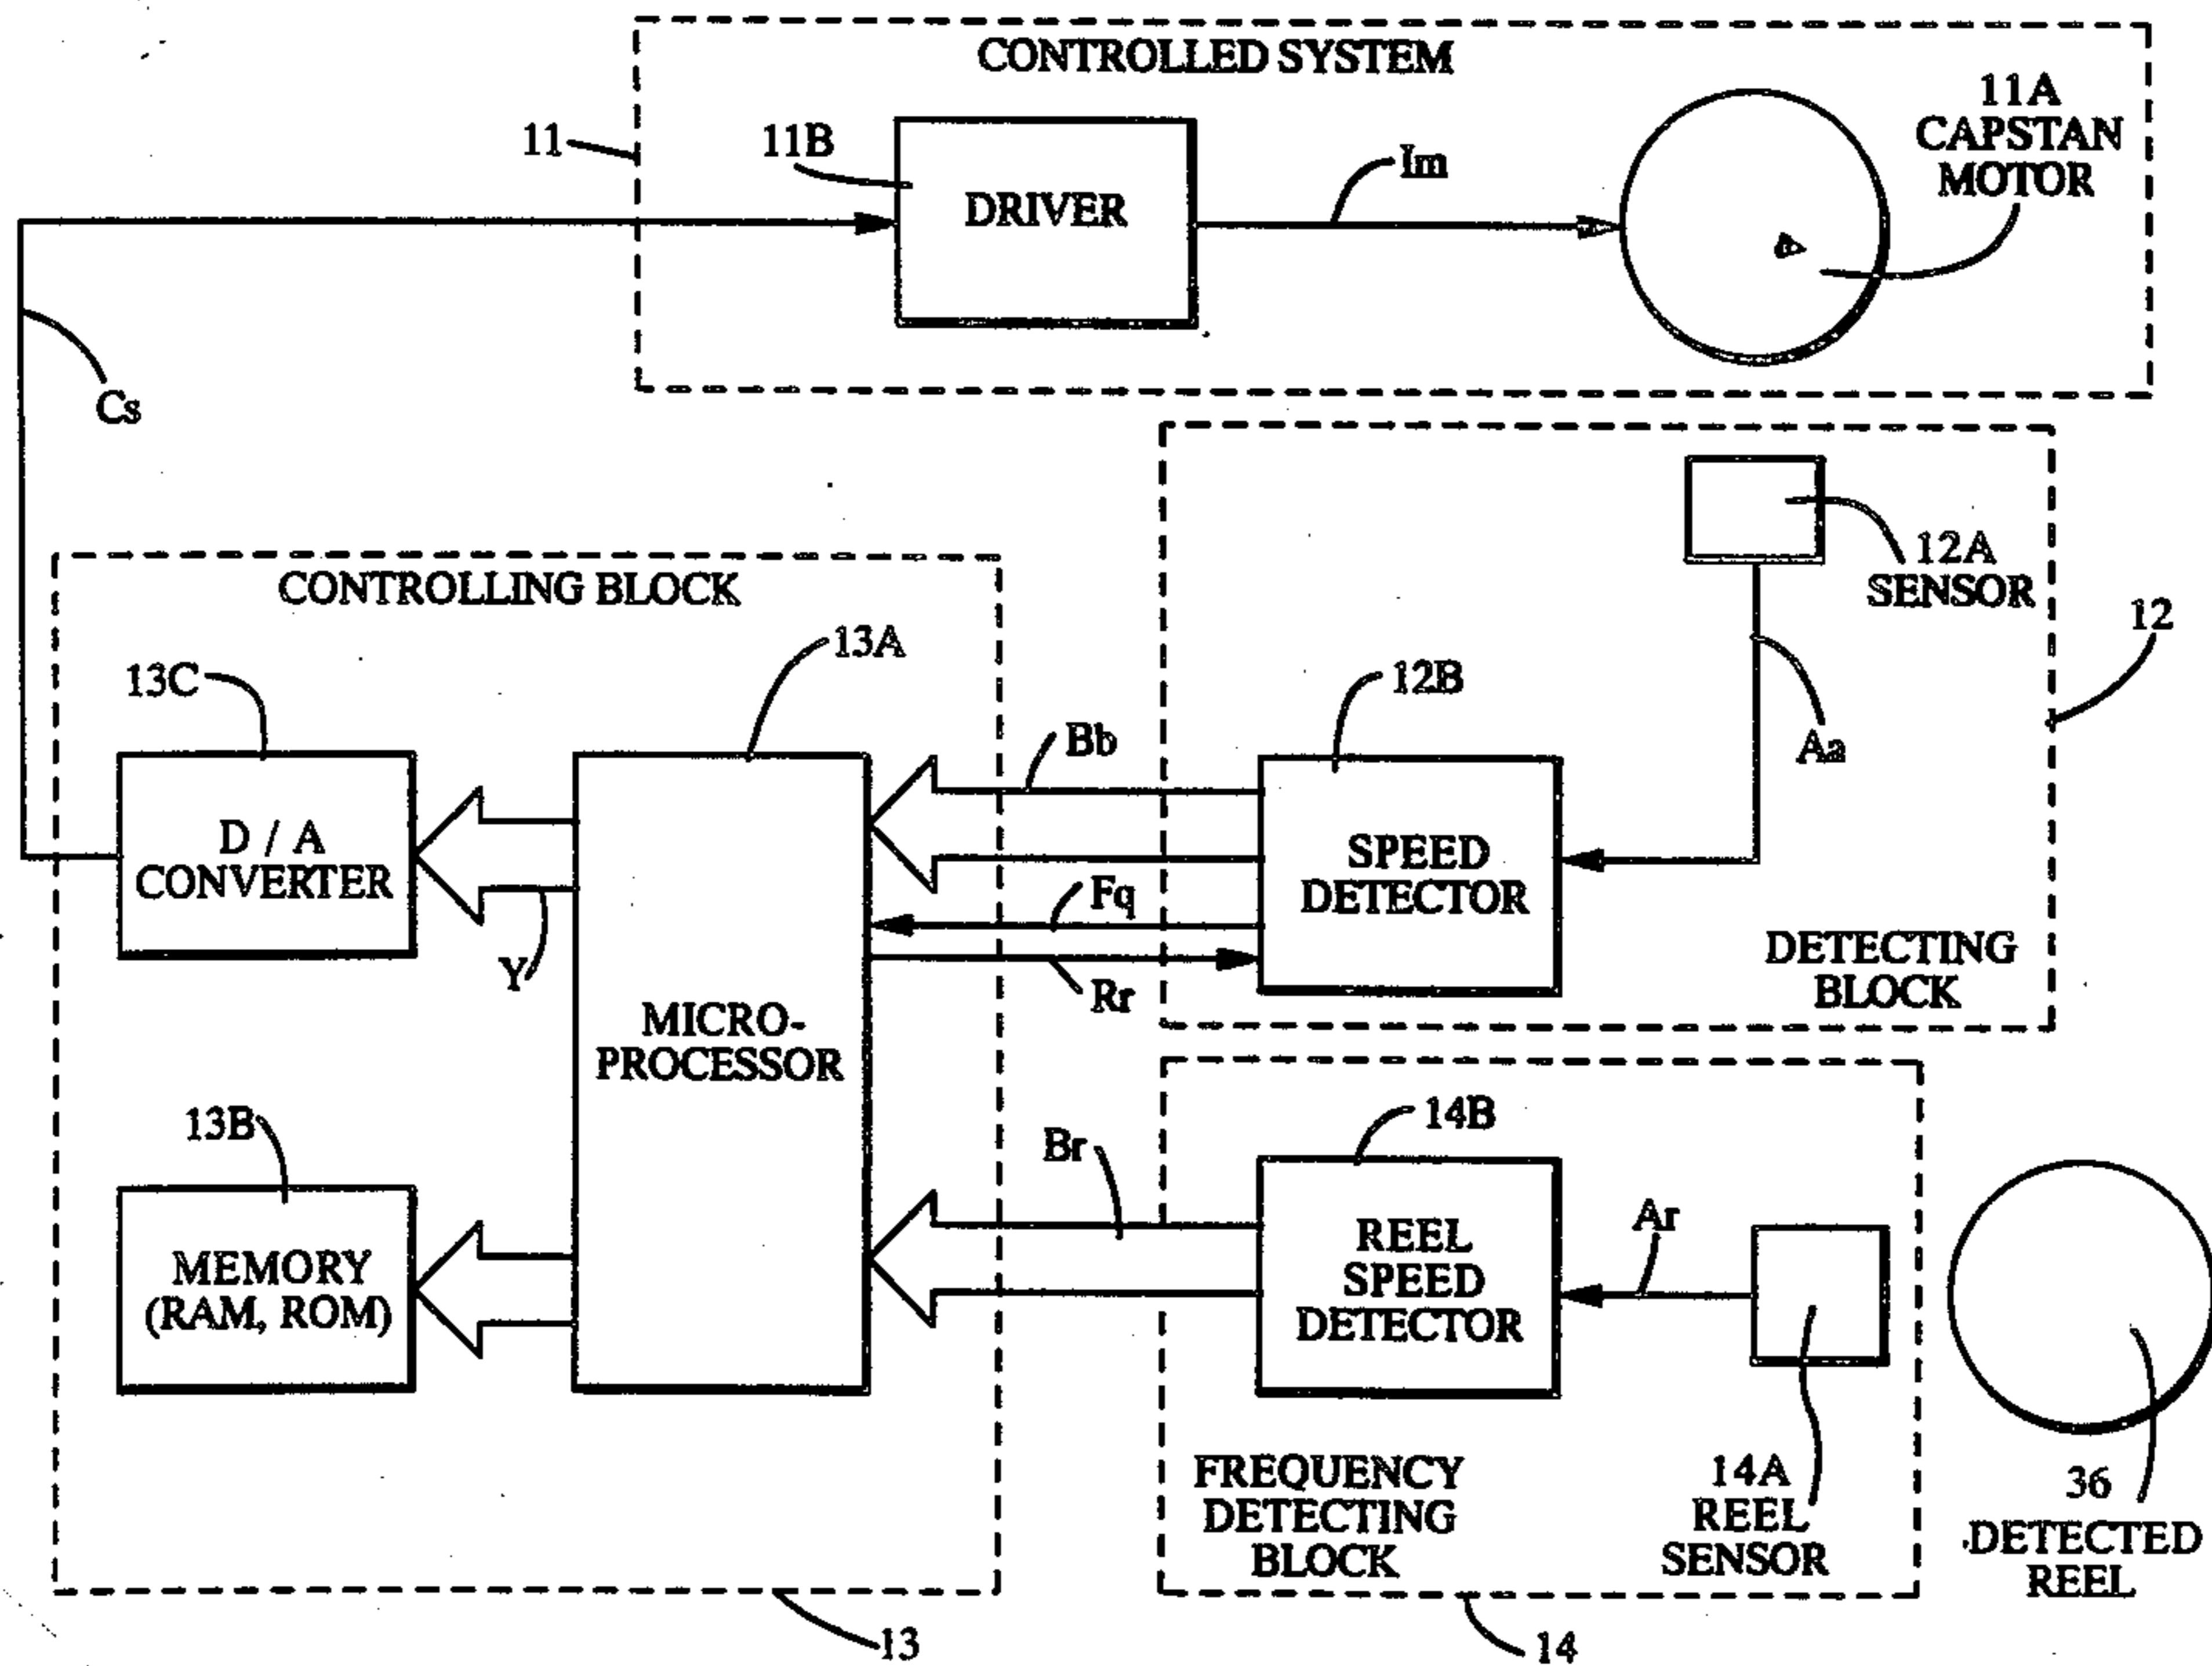 CONTROLLED SYSTEM
11
11B
DRIVER
Im
11A
CAPSTAN
MOTOR
Cs
12A
SENSOR
12
Aa
12B
SPEED
DETECTOR
DETECTING
BLOCK
CONTROLLING BLOCK
13A
13C
D / A
CONVERTER
Y
MICRO-
PROCESSOR
Bb
Fq
Rr
13B
MEMORY
(RAM, ROM)
Br
14B
REEL
SPEED
DETECTOR
Ar
FREQUENCY
DETECTING
BLOCK
14A
REEL
SENSOR
36
DETECTED
REEL
13
14